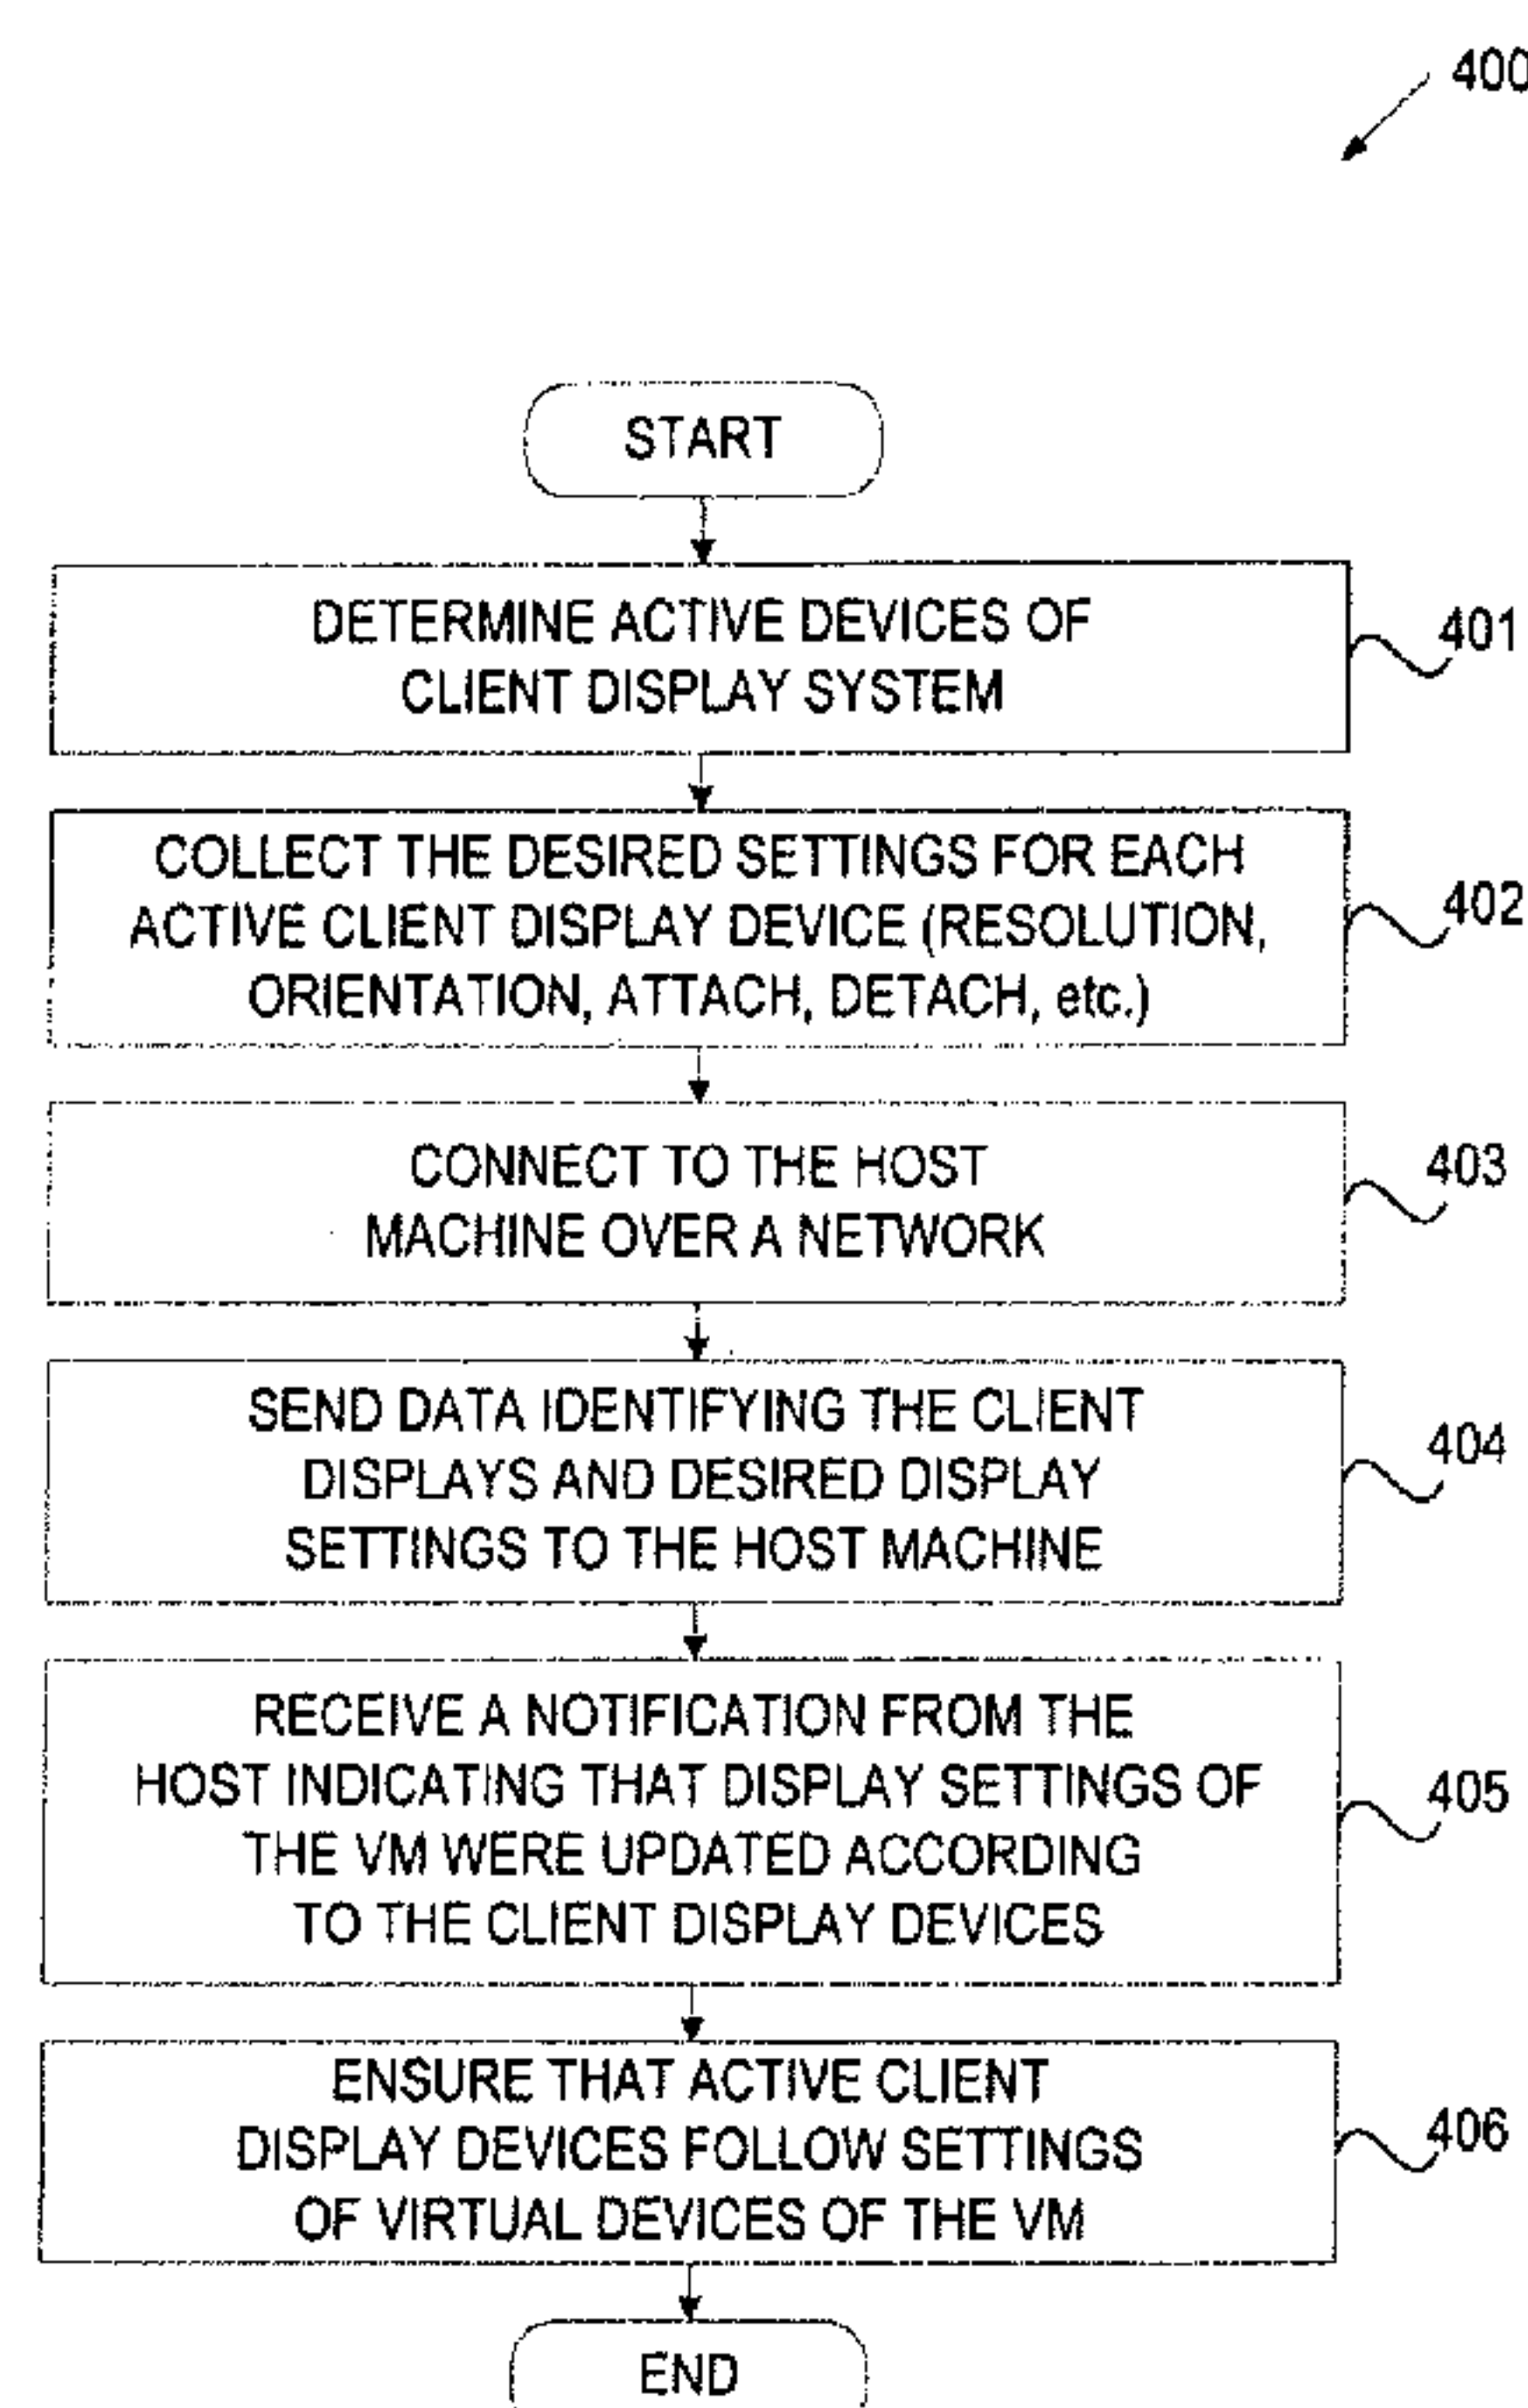 400
START
DETERMINE ACTIVE DEVICES OF
CLIENT DISPLAY SYSTEM
401
COLLECT THE DESIRED SETTINGS FOR EACH
ACTIVE CLIENT DISPLAY DEVICE (RESOLUTION,
ORIENTATION, ATTACH, DETACH, etc.)
402
CONNECT TO THE HOST
MACHINE OVER A NETWORK
403
SEND DATA IDENTIFYING THE CLIENT
DISPLAYS AND DESIRED DISPLAY
SETTINGS TO THE HOST MACHINE
404
RECEIVE A NOTIFICATION FROM THE
HOST INDICATING THAT DISPLAY SETTINGS OF
THE VM WERE UPDATED ACCORDING
TO THE CLIENT DISPLAY DEVICES
405
ENSURE THAT ACTIVE CLIENT
DISPLAY DEVICES FOLLOW SETTINGS
OF VIRTUAL DEVICES OF THE VM
406
END